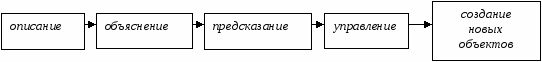 описание
объяснение
предсказание
управление
создание
новых
объектов